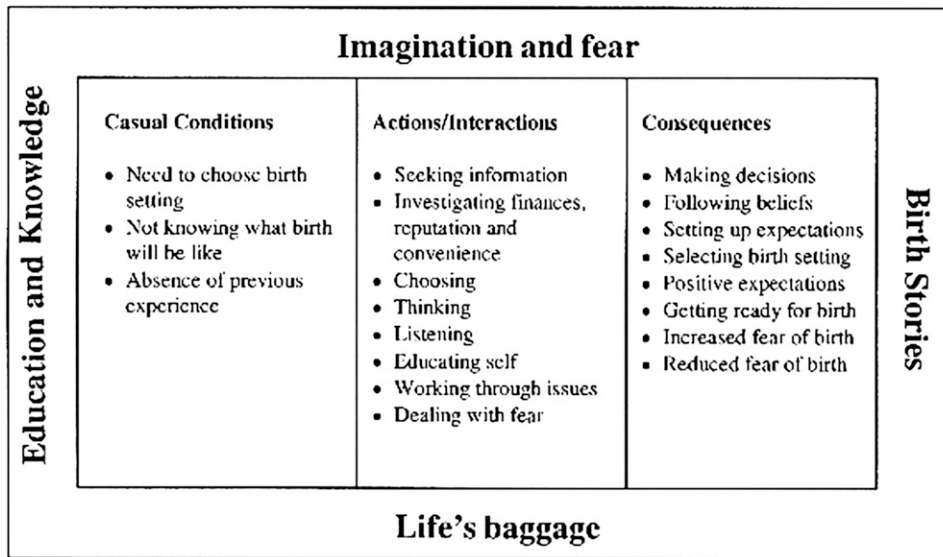 Imagination and fear
Education and Knowledge
Casual Conditions
• Need to choose birth
setting
• Not knowing what birth
will be like
• Absence of previous
experience
Actions/Interactions
• Seeking information
• Investigating finances,
reputation and
convenience
• Choosing
• Thinking
• Listening
• Educating self
• Working through issues
• Dealing with fear
Consequences
• Making decisions
• Following beliefs
• Setting up expectations
• Selecting birth setting
• Positive expectations
• Getting ready for birth
• Increased fear of birth
• Reduced fear of birth
Birth Stories
Life's baggage